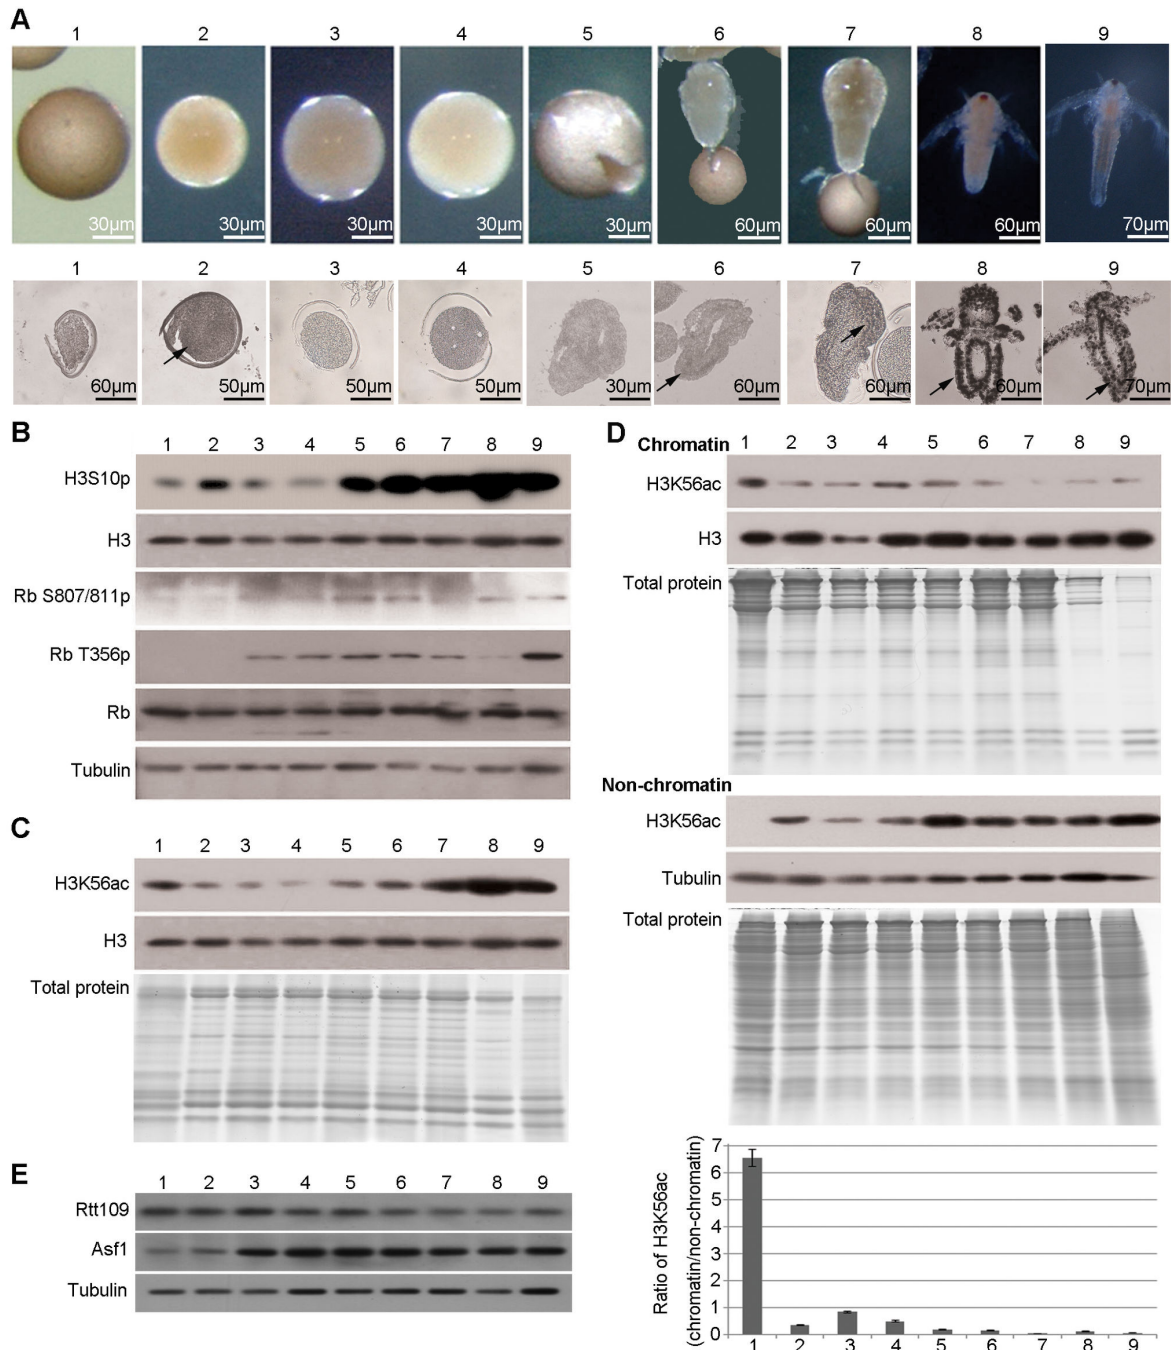 A
1 2 3 4 5 6 7 8 9
30µm 30µm 30µm 30µm 30µm 60µm 60µm 60µm 70µm
1 2 3 4 5 6 7 8 9
60µm 50µm 50µm 50µm 30µm 60µm 60µm 60µm 70µm
B
1 2 3 4 5 6 7 8 9
H3S10p
H3
Rb S807/811p
Rb T356p
Rb
Tubulin
C
1 2 3 4 5 6 7 8 9
H3K56ac
H3
Total protein
E
1 2 3 4 5 6 7 8 9
Rtt109
Asf1
Tubulin
D
Chromatin 1 2 3 4 5 6 7 8 9
H3K56ac
H3
Total protein
Non-chromatin
H3K56ac
Tubulin
Total protein
Ratio of H3K56ac
(chromatin/non-chromatin)
7
6
5
4
3
2
1
0
1 2 3 4 5 6 7 8 9